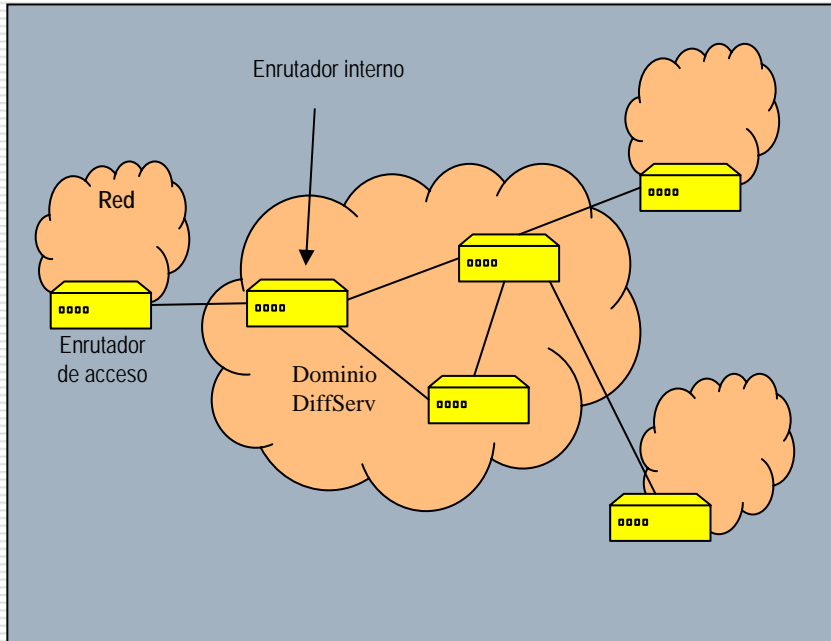 Enrutador interno
Red
Enrutador
de acceso
Dominio
DiffServ